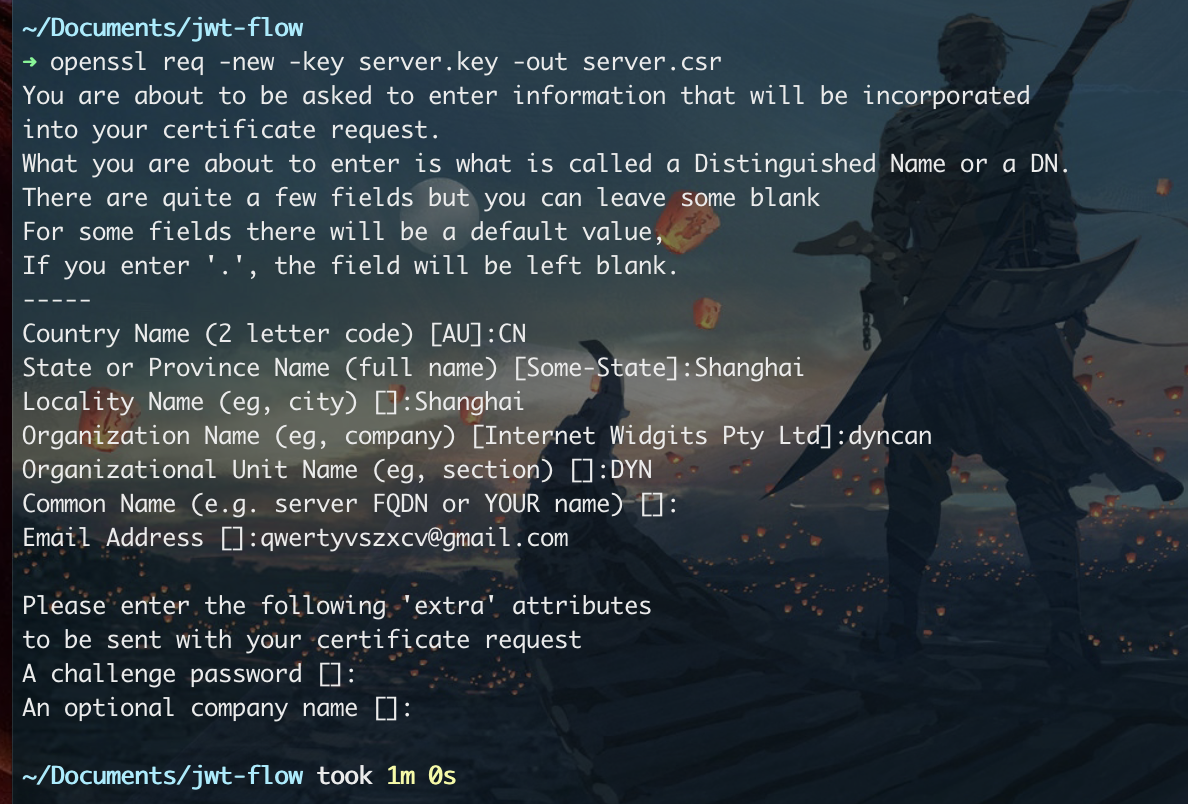 ~/Documents/jwt-flow
➜ openssl req -new -key server.key -out server.csr
You are about to be asked to enter information that will be incorporated
into your certificate request.
What you are about to enter is what is called a Distinguished Name or a DN.
There are quite a few fields but you can leave some blank
For some fields there will be a default value,
If you enter '.', the field will be left blank.
-----
Country Name (2 letter code) [AU]:CN
State or Province Name (full name) [Some-State]:Shanghai
Locality Name (eg, city) []:Shanghai
Organization Name (eg, company) [Internet Widgits Pty Ltd]:dyncan
Organizational Unit Name (eg, section) []:DYN
Common Name (e.g. server FQDN or YOUR name) []:
Email Address []:qwertyvszxcv@gmail.com

Please enter the following 'extra' attributes
to be sent with your certificate request
A challenge password []:
An optional company name []:

~/Documents/jwt-flow took 1m 0s